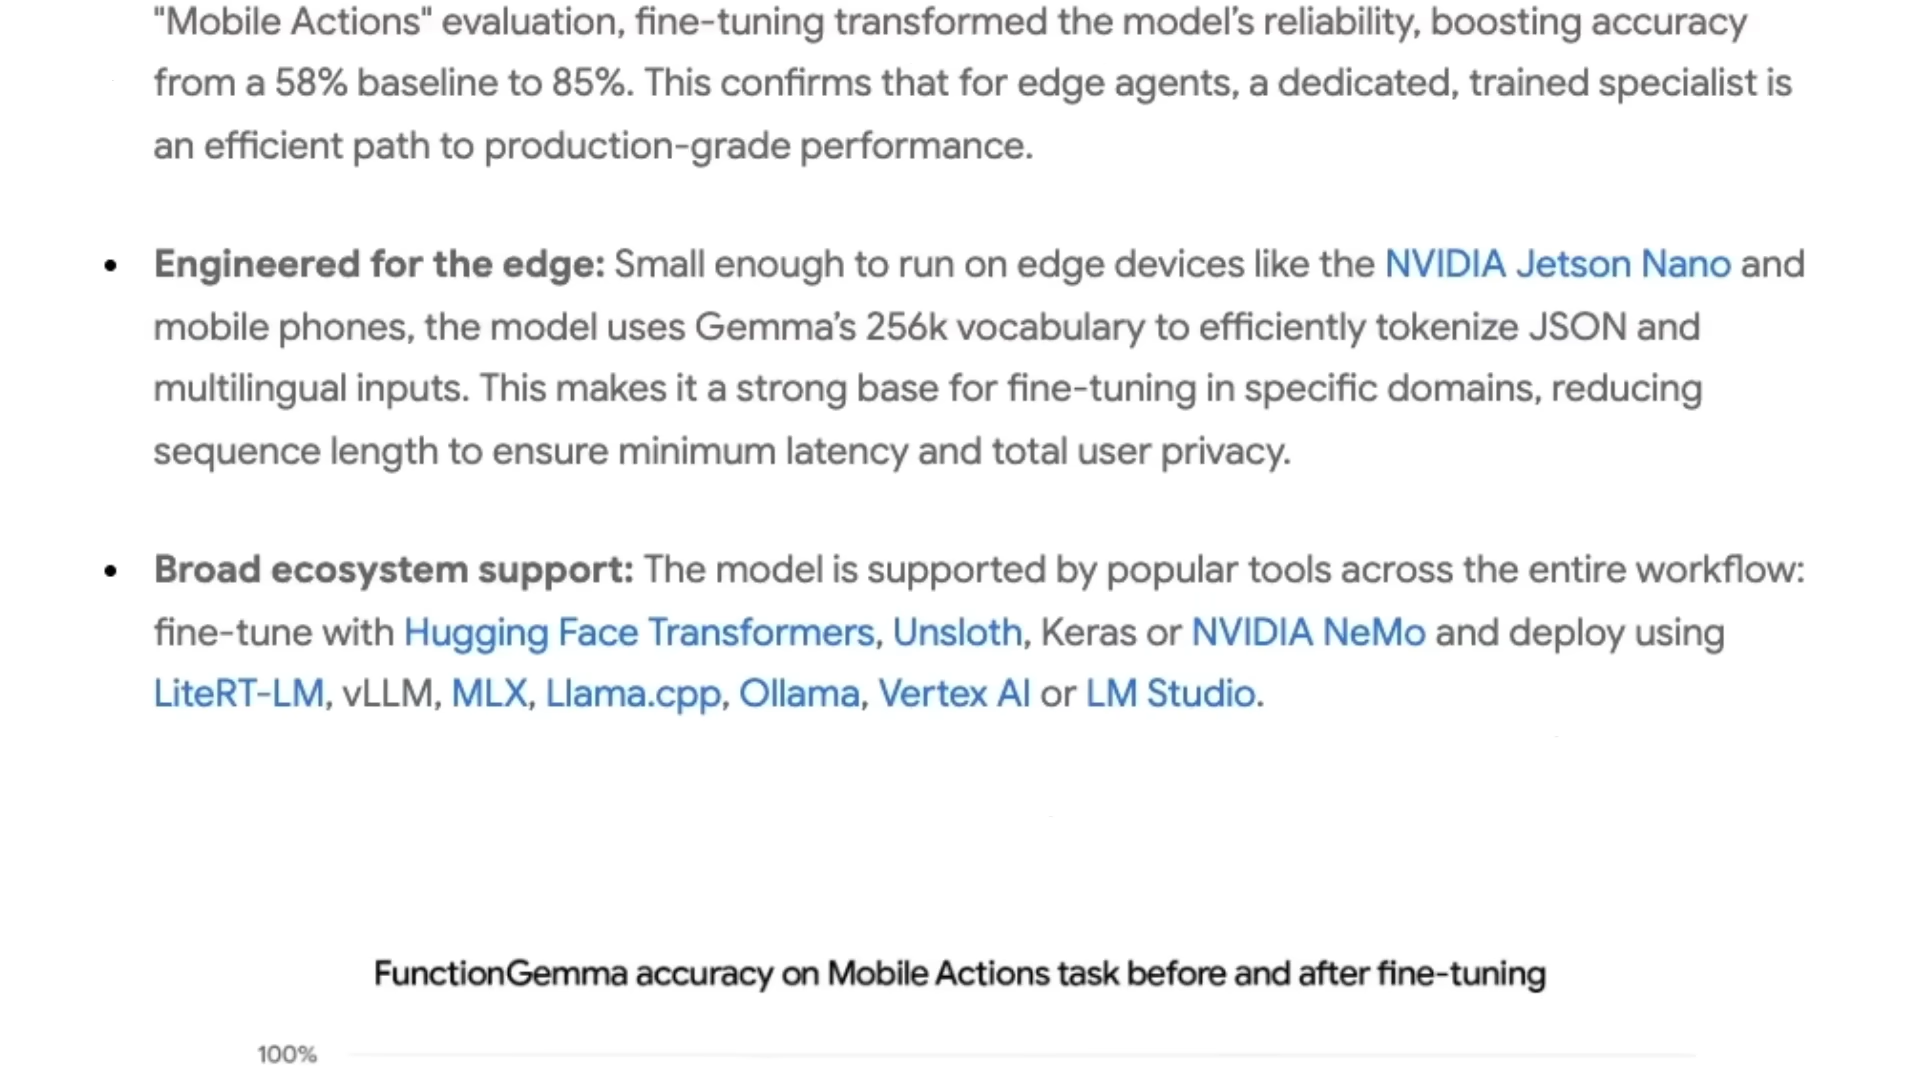 "Mobile Actions" evaluation, fine-tuning transformed the model’s reliability, boosting accuracy
from a 58% baseline to 85%. This confirms that for edge agents, a dedicated, trained specialist is
an efficient path to production-grade performance.
• Engineered for the edge: Small enough to run on edge devices like the NVIDIA Jetson Nano and
mobile phones, the model uses Gemma’s 256k vocabulary to efficiently tokenize JSON and
multilingual inputs. This makes it a strong base for fine-tuning in specific domains, reducing
sequence length to ensure minimum latency and total user privacy.
• Broad ecosystem support: The model is supported by popular tools across the entire workflow:
fine-tune with Hugging Face Transformers, Unsloth, Keras or NVIDIA NeMo and deploy using
LiteRT-LM, vLLM, MLX, Llama.cpp, Ollama, Vertex AI or LM Studio.
FunctionGemma accuracy on Mobile Actions task before and after fine-tuning
100%